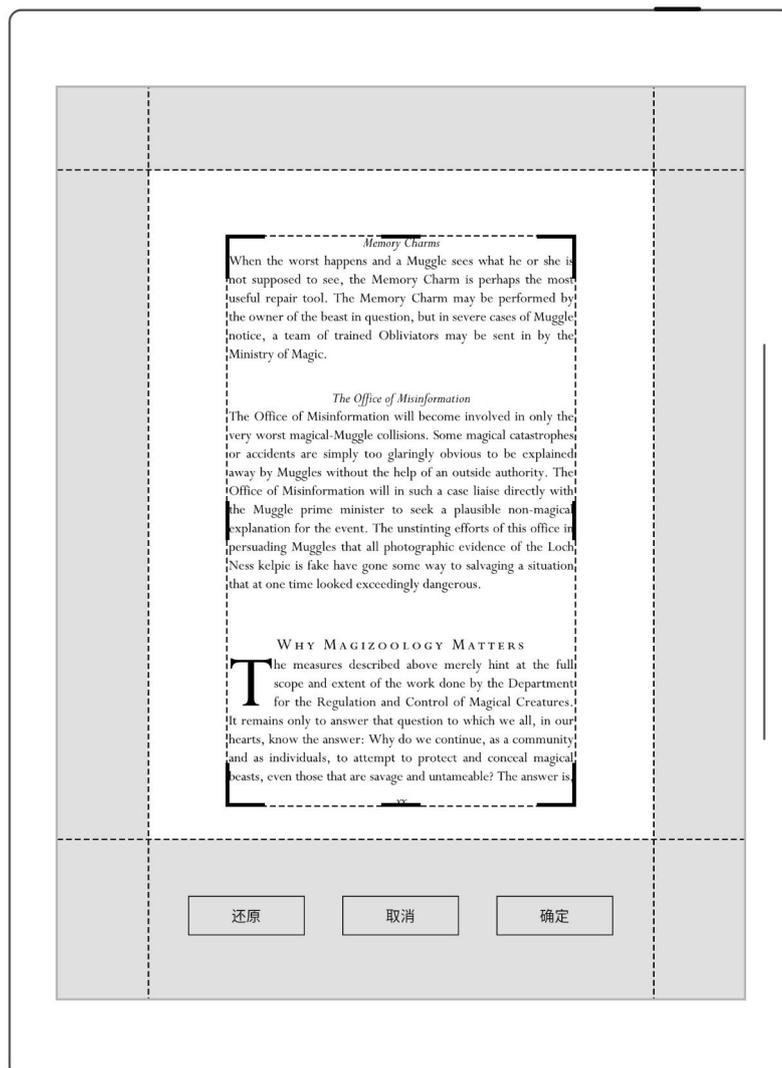 Memory Charms
When the worst happens and a Muggle sees what he or she is
not supposed to see, the Memory Charm is perhaps the most
useful repair tool. The Memory Charm may be performed by
the owner of the beast in question, but in severe cases of Muggle
notice, a team of trained Obliviators may be sent in by the
Ministry of Magic.
The Office of Misinformation
The Office of Misinformation will become involved in only the
very worst magical-Muggle collisions. Some magical catastrophes
or accidents are simply too glaringly obvious to be explained
away by Muggles without the help of an outside authority. The
Office of Misinformation will in such a case liaise directly with
the Muggle prime minister to seek a plausible non-magical
explanation for the event. The unstinting efforts of this office in
persuading Muggles that all photographic evidence of the Loch
Ness kelpie is fake have gone some way to salvaging a situation
that at one time looked exceedingly dangerous.
WHY MAGIZOOLOGY MATTERS
The measures described above merely hint at the full
scope and extent of the work done by the Department
for the Regulation and Control of Magical Creatures.
It remains only to answer that question to which we all, in our
hearts, know the answer: Why do we continue, as a community
and as individuals, to attempt to protect and conceal magical
beasts, even those that are savage and untameable? The answer is,
xx
还原 取消 确定